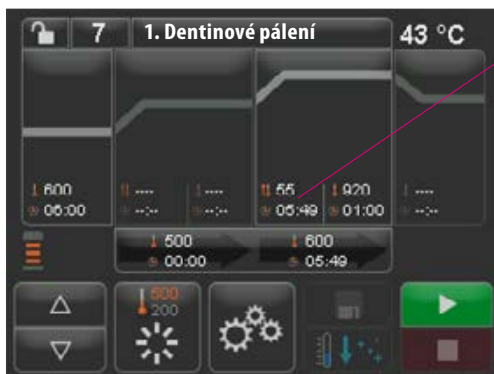 7 1. Dentinové pálení 43 °C
600 ---- ---- 55 920 ----
06:00 --:-- --:-- 05:49 01:00 --:--
500 600
00:00 05:49
500
200